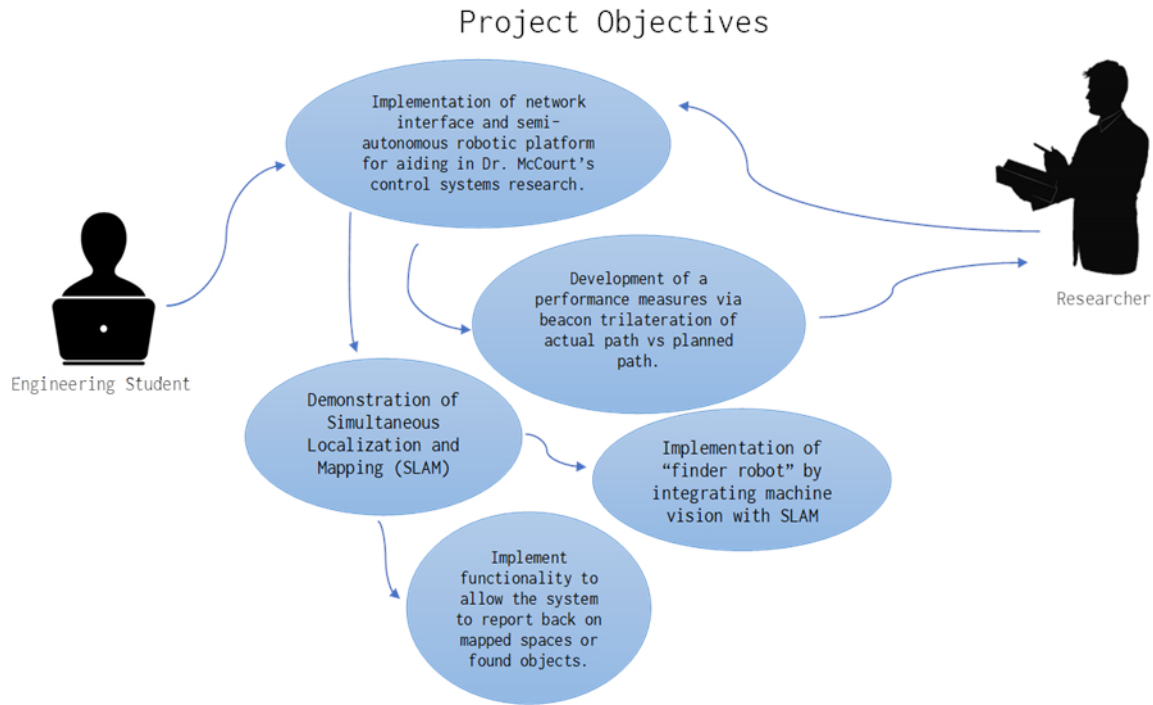 Project Objectives
Implementation of network
interface and semi-
autonomous robotic platform
for aiding in Dr. McCourt's
control systems research.
Engineering Student
Researcher
Development of a
performance measures via
beacon trilateration of
actual path vs planned
path.
Demonstration of
Simultaneous
Localization and
Mapping (SLAM)
Implementation of
“finder robot” by
integrating machine
vision with SLAM
Implement
functionality to
allow the system
to report back on
mapped spaces or
found objects.